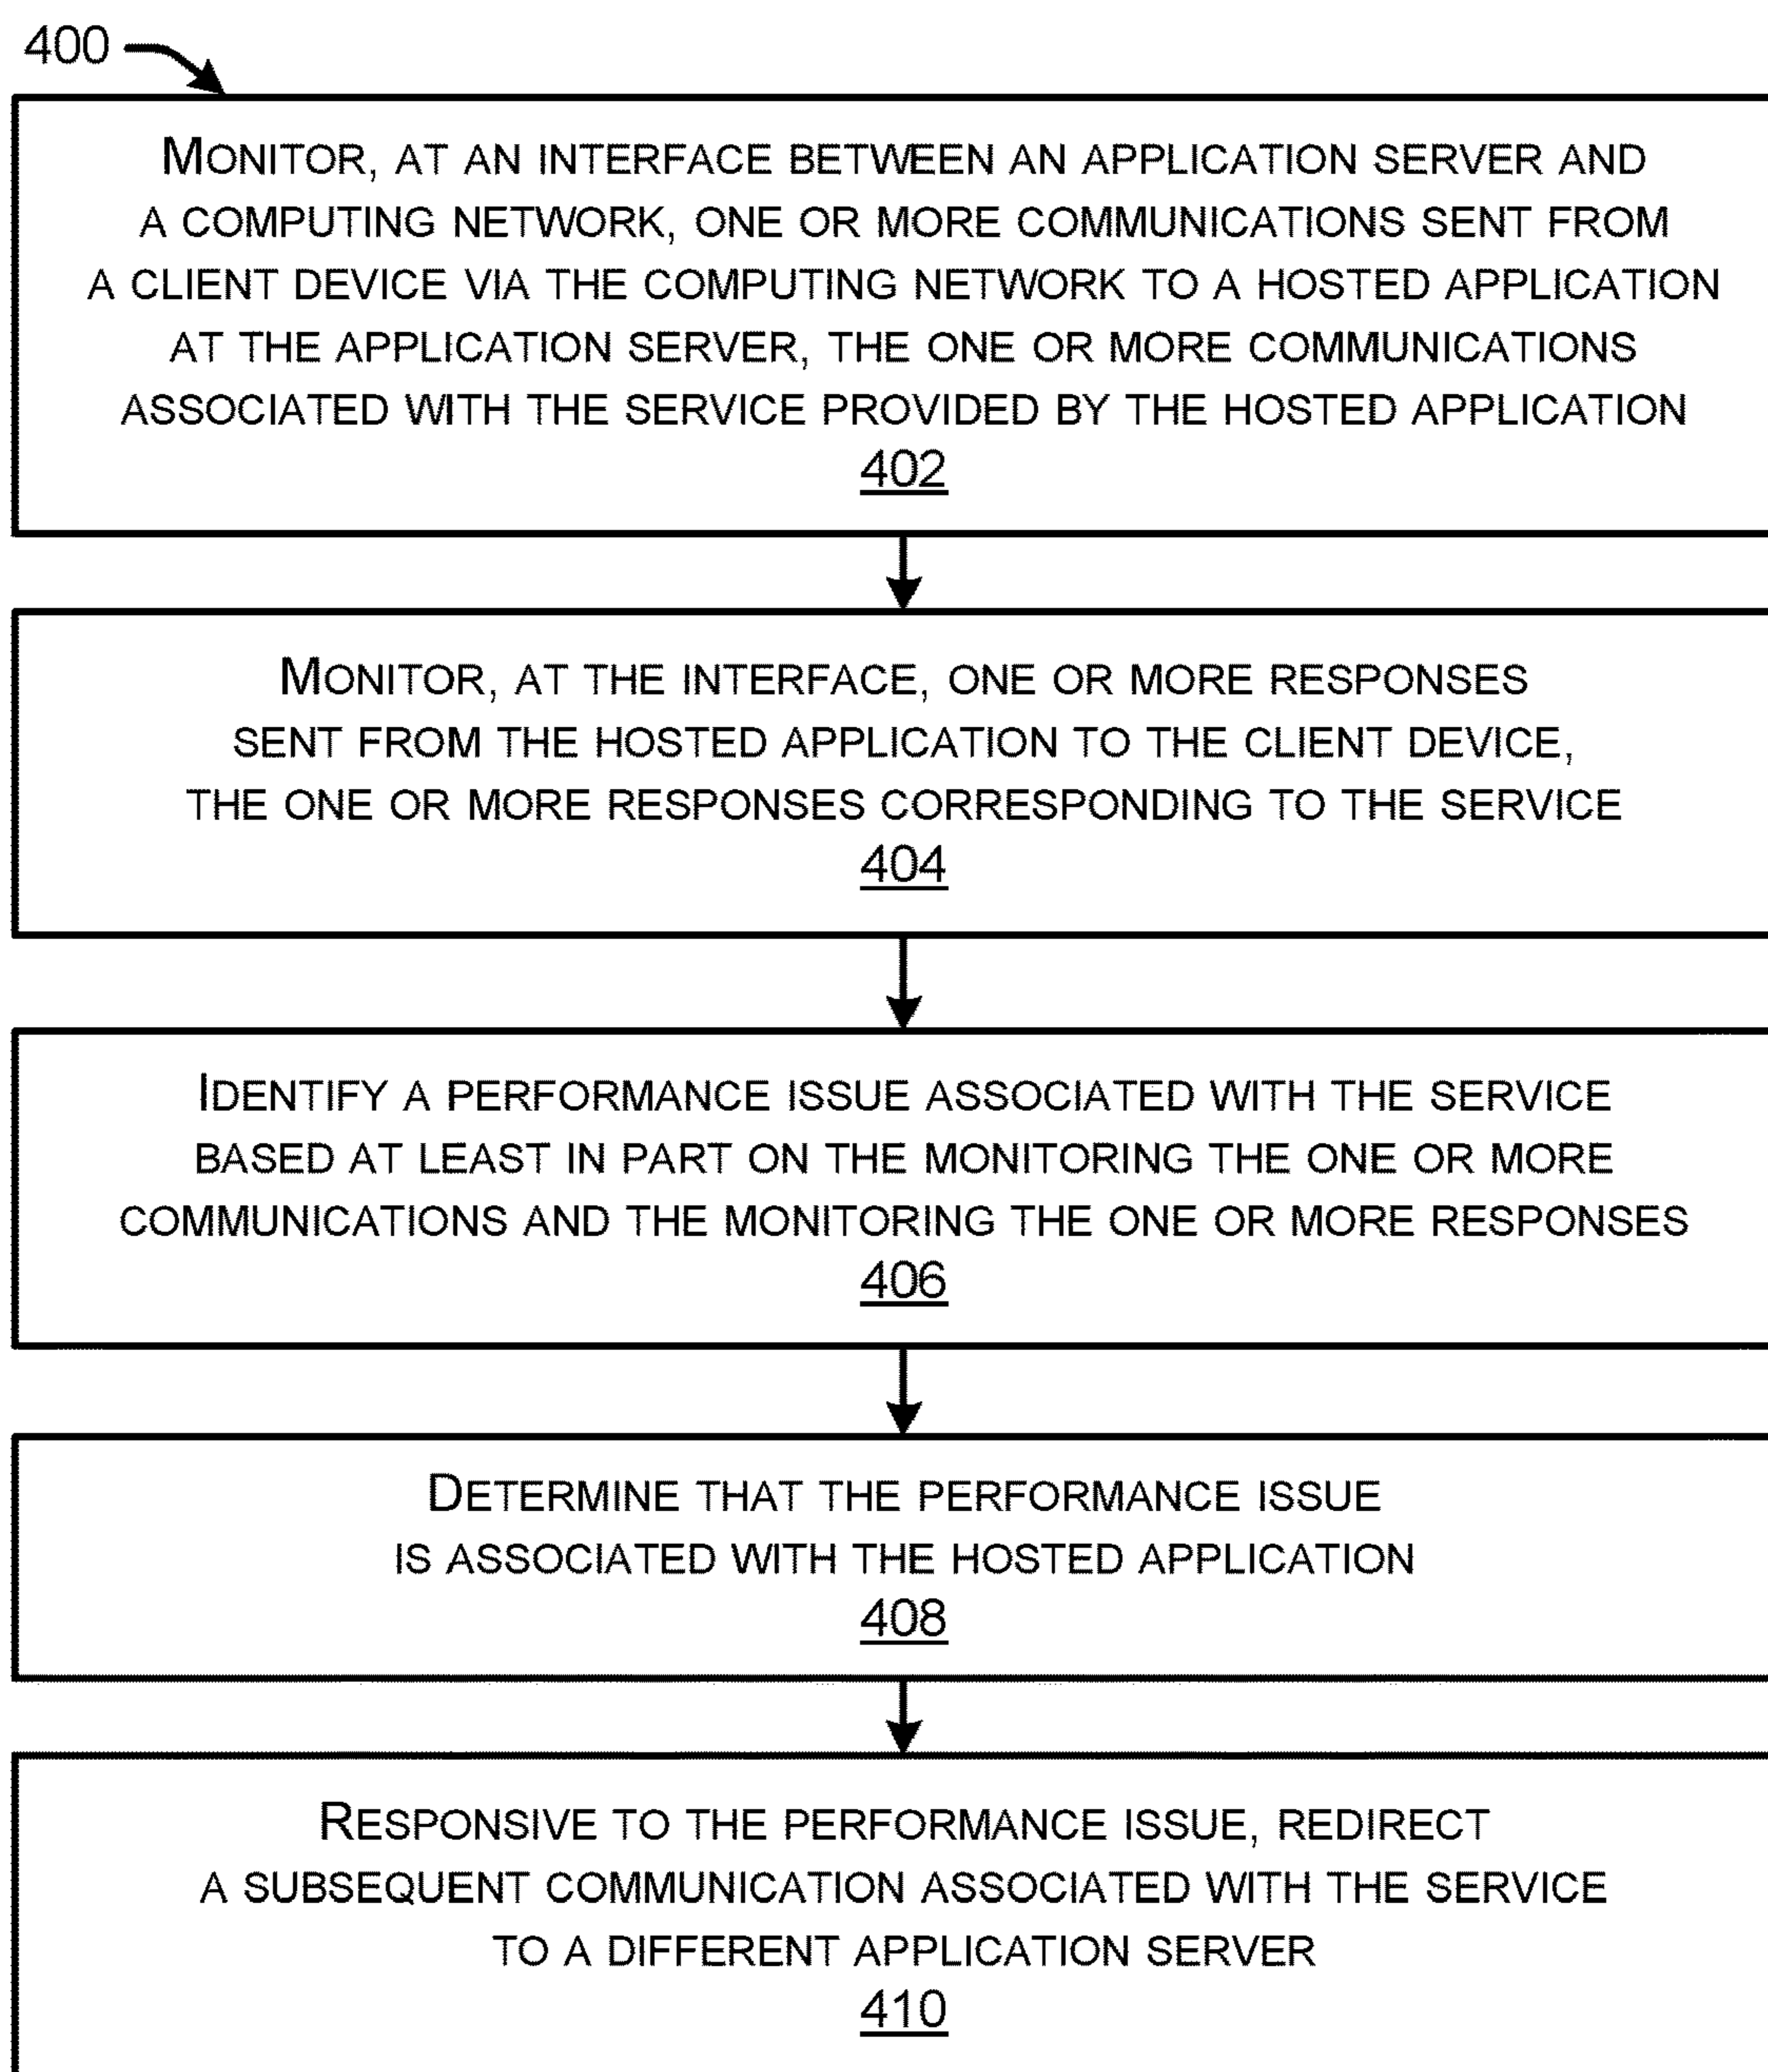 400
MONITOR, AT AN INTERFACE BETWEEN AN APPLICATION SERVER AND
A COMPUTING NETWORK, ONE OR MORE COMMUNICATIONS SENT FROM
A CLIENT DEVICE VIA THE COMPUTING NETWORK TO A HOSTED APPLICATION
AT THE APPLICATION SERVER, THE ONE OR MORE COMMUNICATIONS
ASSOCIATED WITH THE SERVICE PROVIDED BY THE HOSTED APPLICATION
402
MONITOR, AT THE INTERFACE, ONE OR MORE RESPONSES
SENT FROM THE HOSTED APPLICATION TO THE CLIENT DEVICE,
THE ONE OR MORE RESPONSES CORRESPONDING TO THE SERVICE
404
IDENTIFY A PERFORMANCE ISSUE ASSOCIATED WITH THE SERVICE
BASED AT LEAST IN PART ON THE MONITORING THE ONE OR MORE
COMMUNICATIONS AND THE MONITORING THE ONE OR MORE RESPONSES
406
DETERMINE THAT THE PERFORMANCE ISSUE
IS ASSOCIATED WITH THE HOSTED APPLICATION
408
RESPONSIVE TO THE PERFORMANCE ISSUE, REDIRECT
A SUBSEQUENT COMMUNICATION ASSOCIATED WITH THE SERVICE
TO A DIFFERENT APPLICATION SERVER
410